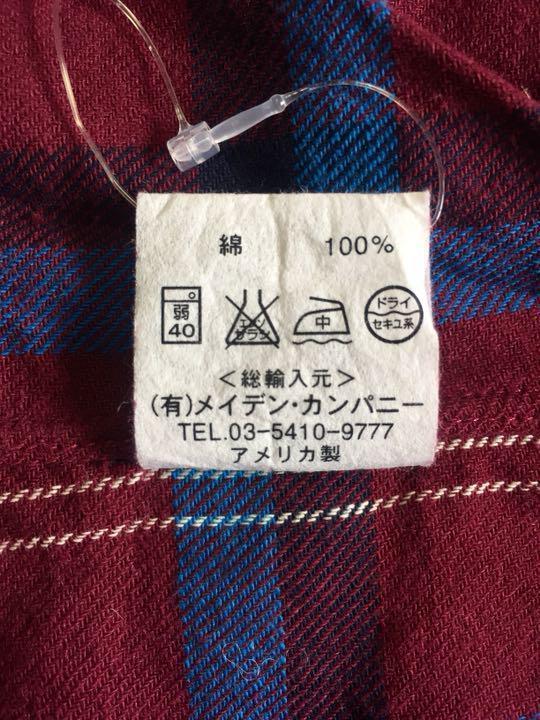 綿 100%
弱 40 エンソ サラシ 中 ドライ セキユ系
<総輸入元>
(有)メイデン・カンパニー
TEL.03-5410-9777
アメリカ製